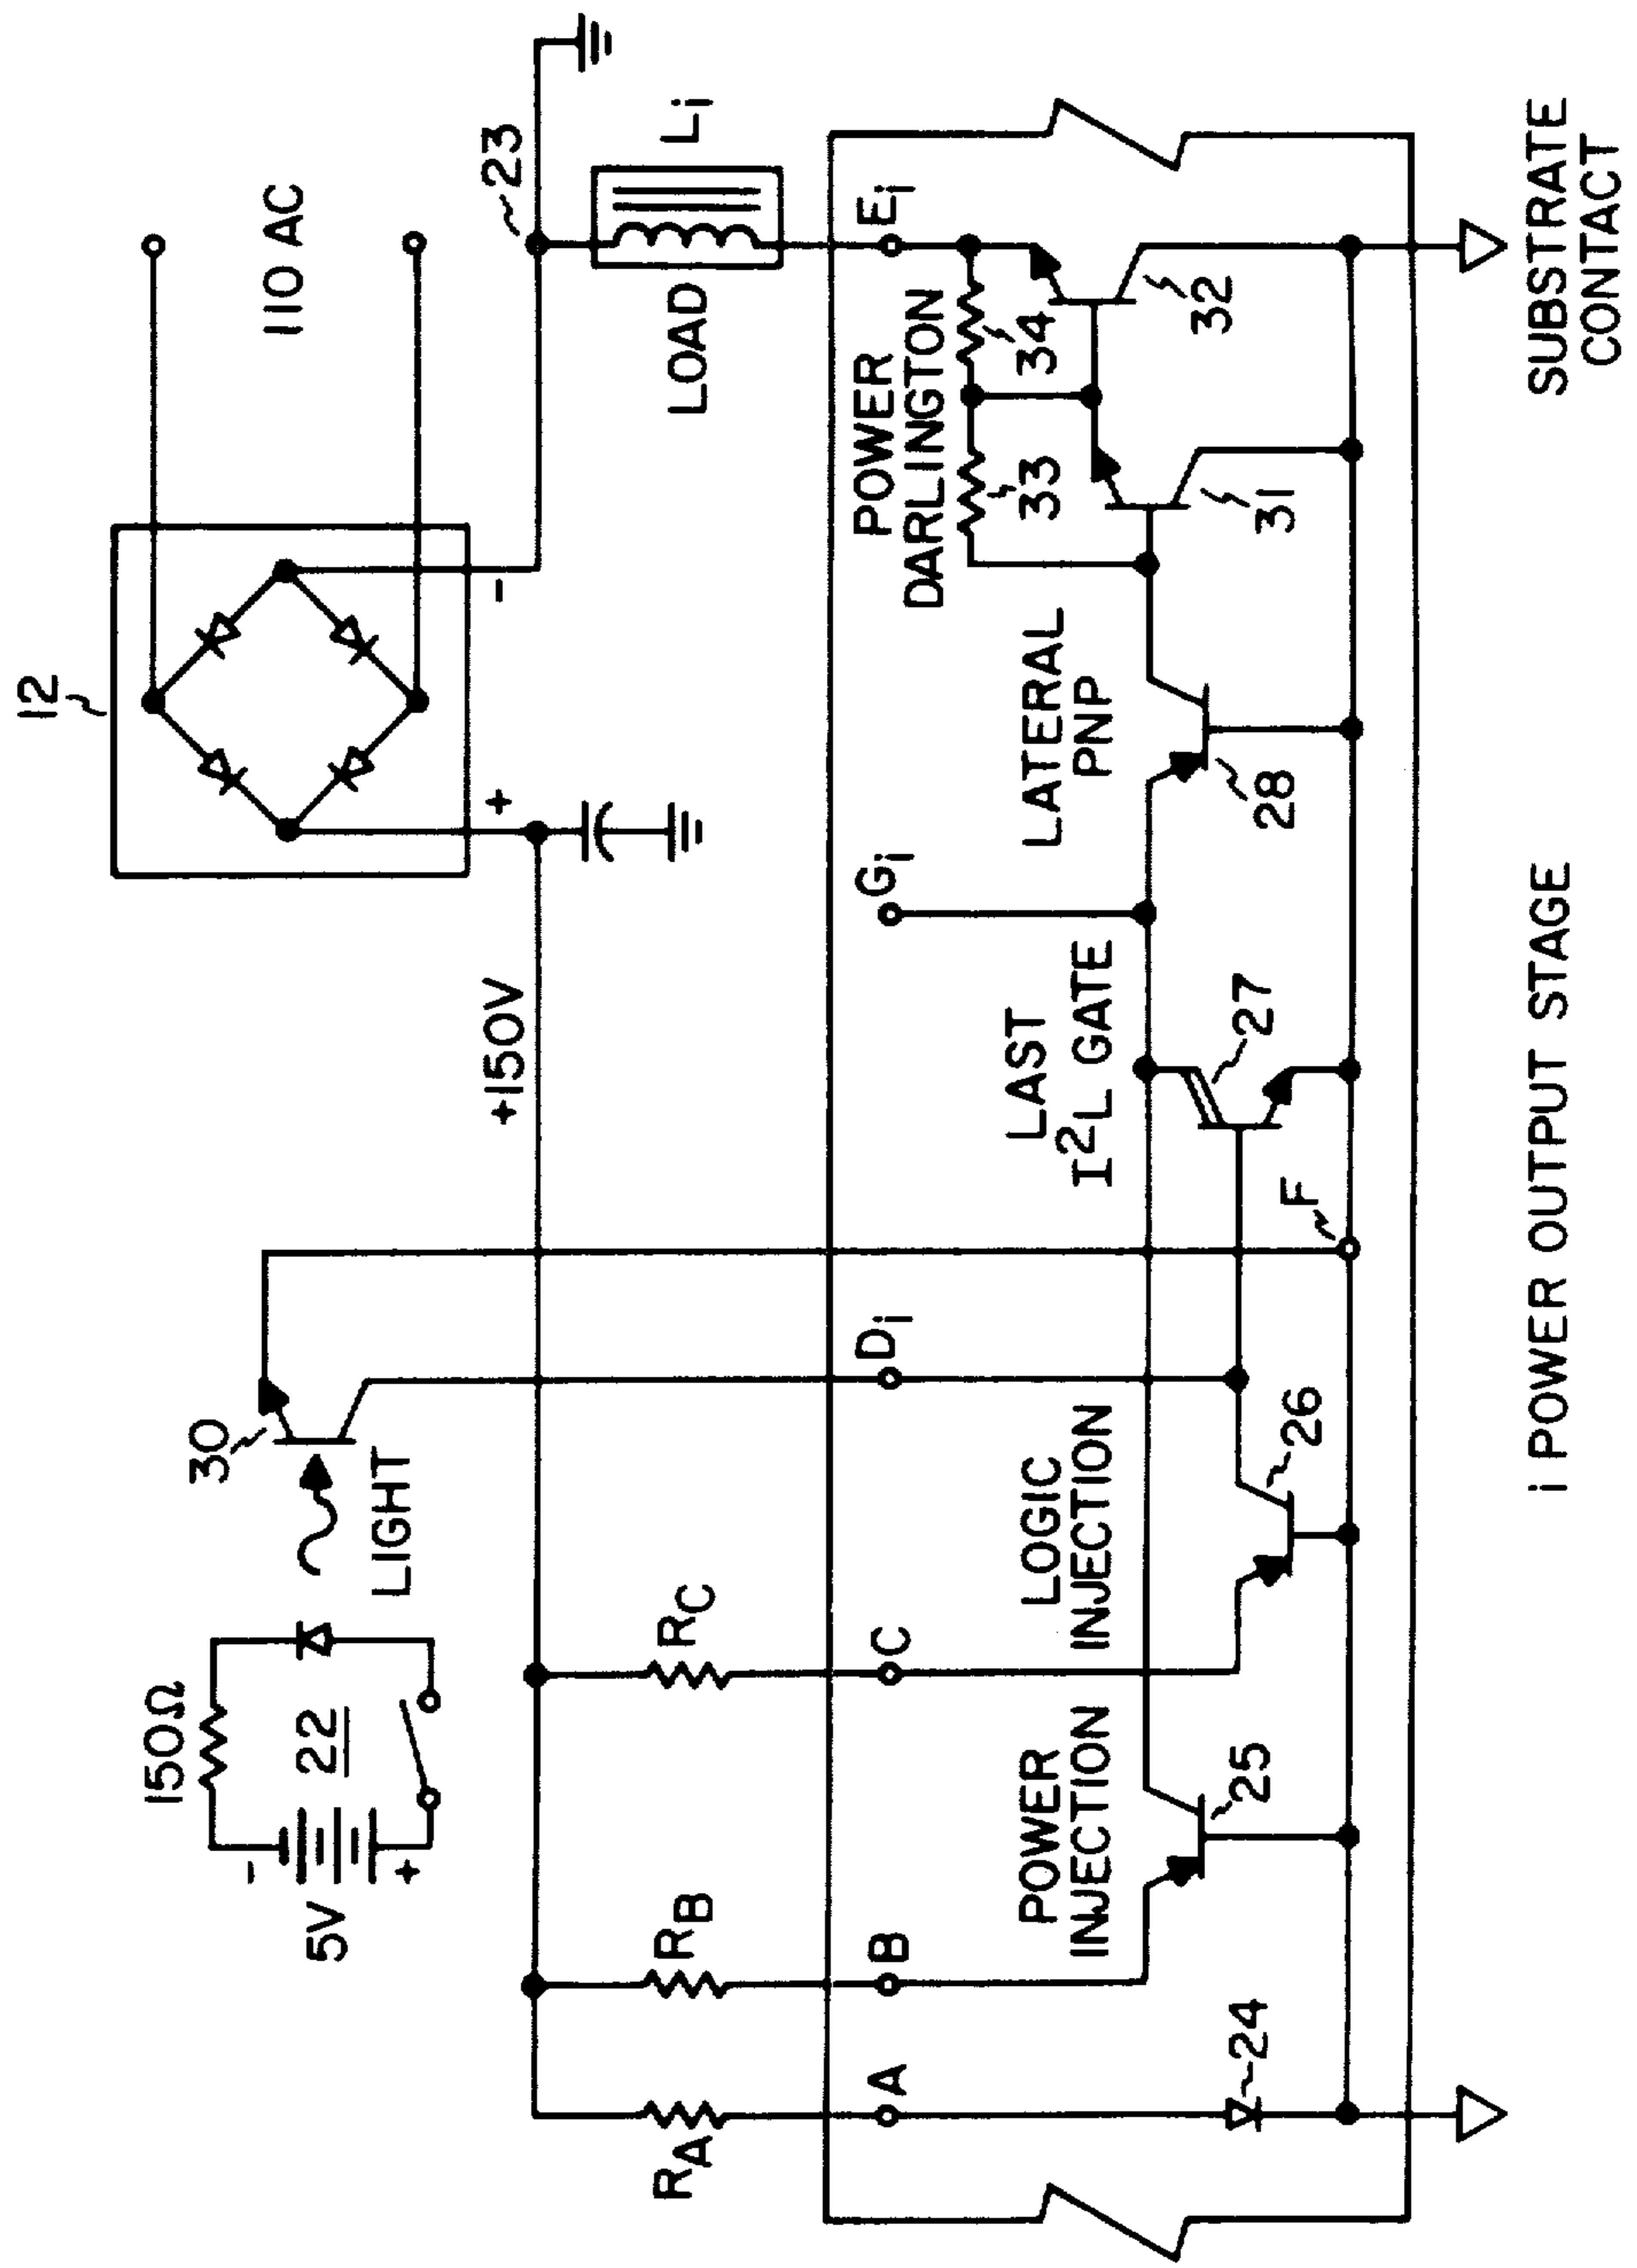 12
110 AC
-
+
+150V
23
LOAD
Li
30
LIGHT
150Ω
22
5V
-
+
RA
RB
RC
A
B
C
Di
Gi
Ei
F
POWER
INJECTION
LOGIC
INJECTION
LAST
I²L GATE
LATERAL
PNP
POWER
DARLINGTON
24
25
26
27
28
33
34
31
32
i POWER OUTPUT STAGE
SUBSTRATE
CONTACT